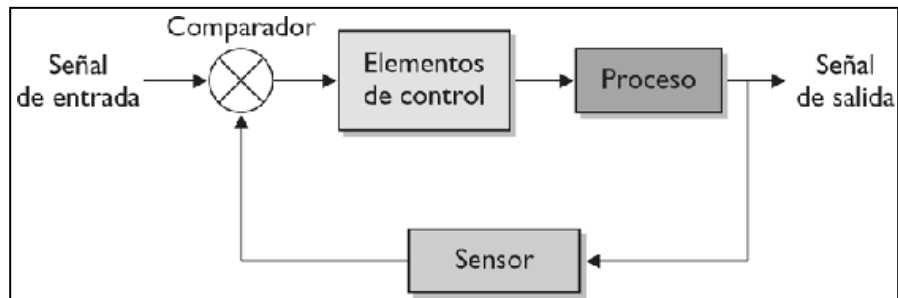 Comparador
Señal
de entrada
Elementos
de control
Proceso
Señal
de salida
Sensor